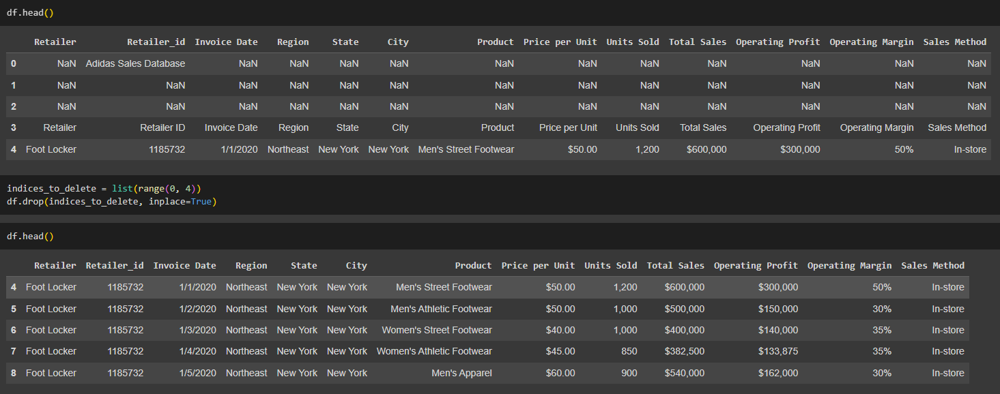 df.head()
Retailer Retailer_id Invoice Date Region State City Product Price per Unit Units Sold Total Sales Operating Profit Operating Margin Sales Method
0 NaN Adidas Sales Database NaN NaN NaN NaN NaN NaN NaN NaN NaN NaN NaN
1 NaN NaN NaN NaN NaN NaN NaN NaN NaN NaN NaN NaN NaN
2 NaN NaN NaN NaN NaN NaN NaN NaN NaN NaN NaN NaN NaN
3 Retailer Retailer ID Invoice Date Region State City Product Price per Unit Units Sold Total Sales Operating Profit Operating Margin Sales Method
4 Foot Locker 1185732 1/1/2020 Northeast New York New York Men's Street Footwear $50.00 1,200 $600,000 $300,000 50% In-store
indices_to_delete = list(range(0, 4))
df.drop(indices_to_delete, inplace=True)
df.head()
Retailer Retailer_id Invoice Date Region State City Product Price per Unit Units Sold Total Sales Operating Profit Operating Margin Sales Method
4 Foot Locker 1185732 1/1/2020 Northeast New York New York Men's Street Footwear $50.00 1,200 $600,000 $300,000 50% In-store
5 Foot Locker 1185732 1/2/2020 Northeast New York New York Men's Athletic Footwear $50.00 1,000 $500,000 $150,000 30% In-store
6 Foot Locker 1185732 1/3/2020 Northeast New York New York Women's Street Footwear $40.00 1,000 $400,000 $140,000 35% In-store
7 Foot Locker 1185732 1/4/2020 Northeast New York New York Women's Athletic Footwear $45.00 850 $382,500 $133,875 35% In-store
8 Foot Locker 1185732 1/5/2020 Northeast New York New York Men's Apparel $60.00 900 $540,000 $162,000 30% In-store